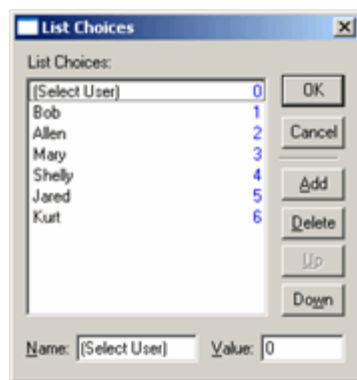 List Choices
List Choices:
(Select User) 0
Bob 1
Allen 2
Mary 3
Shelly 4
Jared 5
Kurt 6
OK
Cancel
Add
Delete
Up
Down
Name: (Select User) Value: 0